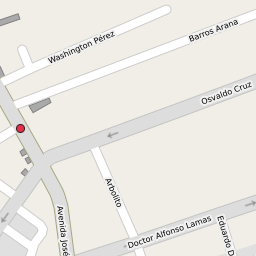 Washington Pérez
Barros Arana
Osvaldo Cruz
Arbolito
Avenida José
Doctor Alfonso Lamas
Eduardo D